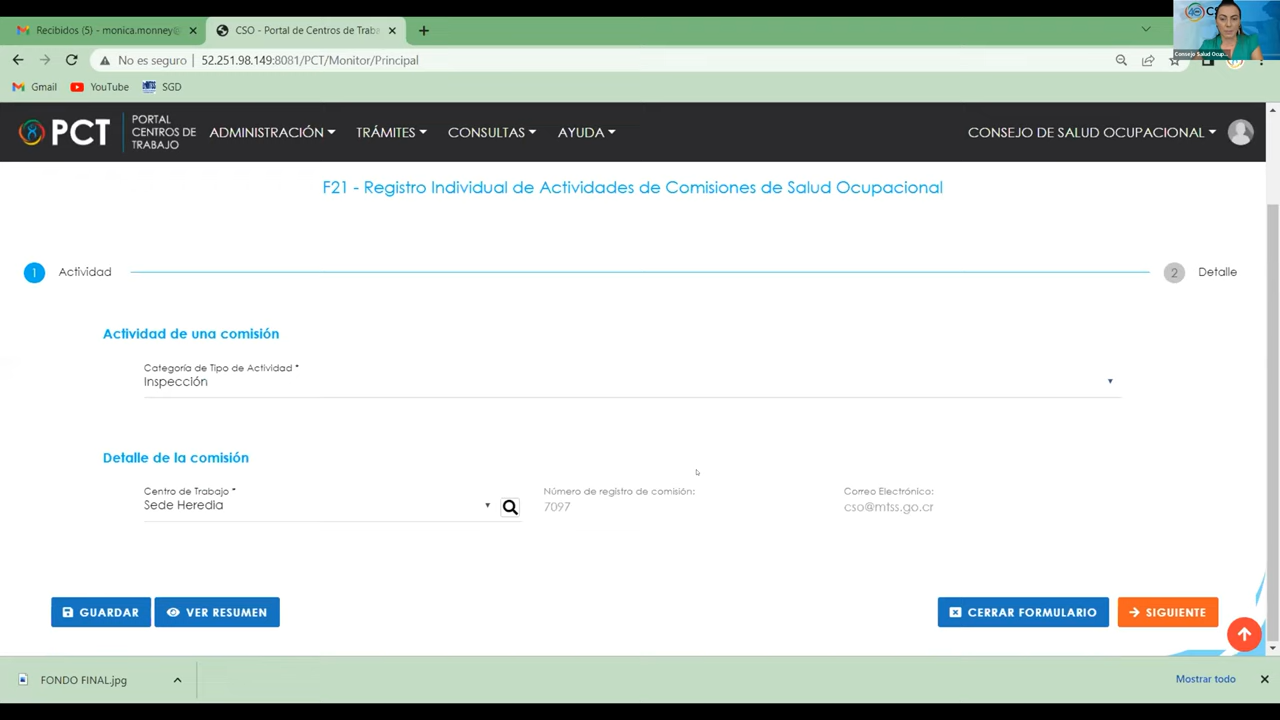 Recibidos (5) - monica.monney@
CSO - Portal de Centros de Trab
No es seguro
52.251.98.149:8081/PCT/Monitor/Principal
Gmail
YouTube
SGD
Consejo Salud Ocup...
PCT
PORTAL
CENTROS DE
TRABAJO
ADMINISTRACIÓN
TRÁMITES
CONSULTAS
AYUDA
CONSEJO DE SALUD OCUPACIONAL
F21 - Registro Individual de Actividades de Comisiones de Salud Ocupacional
1 Actividad
2 Detalle
Actividad de una comisión
Categoría de Tipo de Actividad *
Inspección
Detalle de la comisión
Centro de Trabajo *
Sede Heredia
Número de registro de comisión:
7097
Correo Electrónico:
cso@mtss.go.cr
GUARDAR
VER RESUMEN
CERRAR FORMULARIO
SIGUIENTE
FONDO FINAL.jpg
Mostrar todo